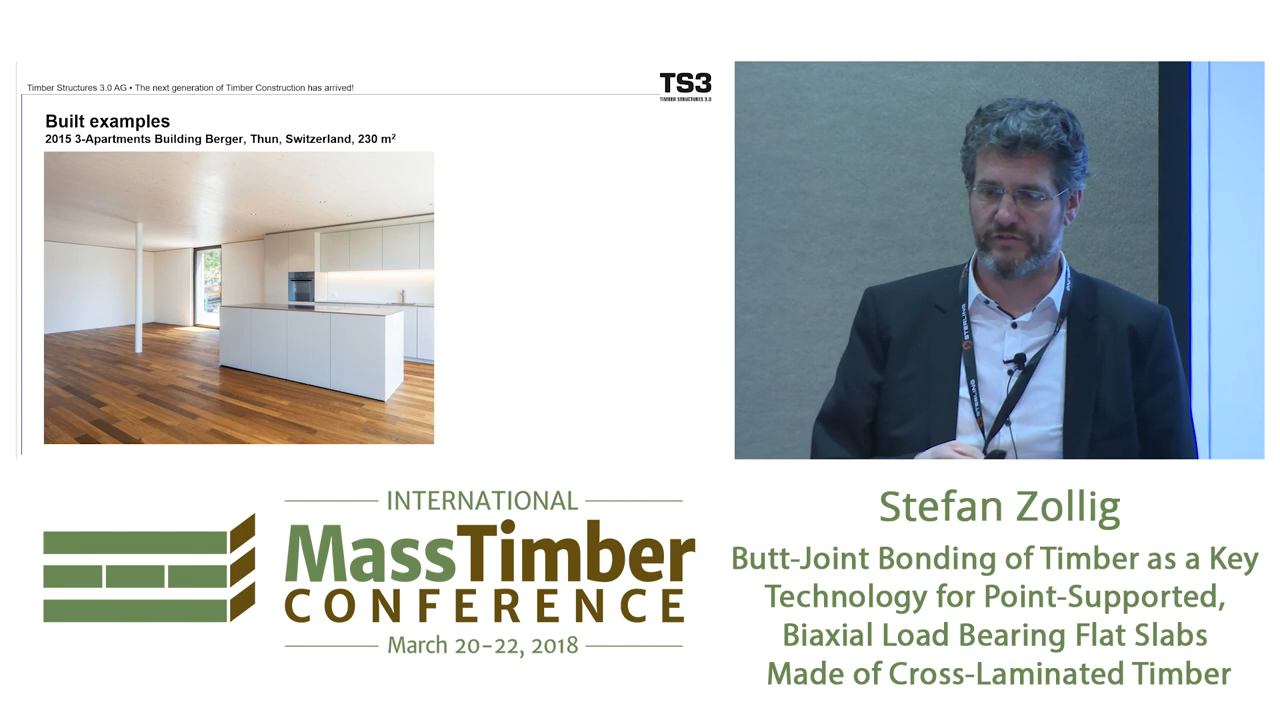 Timber Structures 3.0 AG • The next generation of Timber Construction has arrived!
TS3
TIMBER STRUCTURES 3.0
Built examples
2015 3-Apartments Building Berger, Thun, Switzerland, 230 m²
STERLING
STERLING
INTERNATIONAL
MassTimber
CONFERENCE
March 20-22, 2018
Stefan Zollig
Butt-Joint Bonding of Timber as a Key
Technology for Point-Supported,
Biaxial Load Bearing Flat Slabs
Made of Cross-Laminated Timber